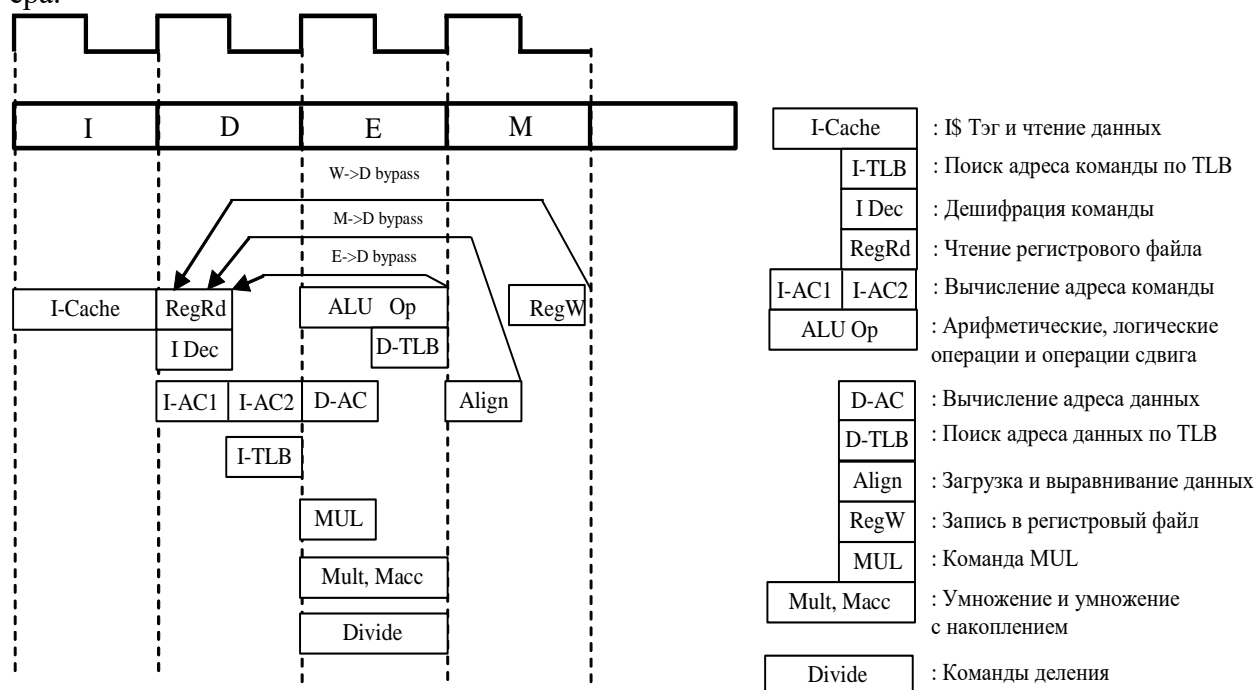 I
D
E
M
W->D bypass
M->D bypass
E->D bypass
I-Cache
RegRd
ALU Op
RegW
I Dec
D-TLB
I-AC1
I-AC2
D-AC
Align
I-TLB
MUL
Mult, Macc
Divide
I-Cache : I$ Тэг и чтение данных
I-TLB : Поиск адреса команды по TLB
I Dec : Дешифрация команды
RegRd : Чтение регистрового файла
I-AC1 I-AC2 : Вычисление адреса команды
ALU Op : Арифметические, логические
операции и операции сдвига
D-AC : Вычисление адреса данных
D-TLB : Поиск адреса данных по TLB
Align : Загрузка и выравнивание данных
RegW : Запись в регистровый файл
MUL : Команда MUL
Mult, Macc : Умножение и умножение
с накоплением
Divide : Команды деления